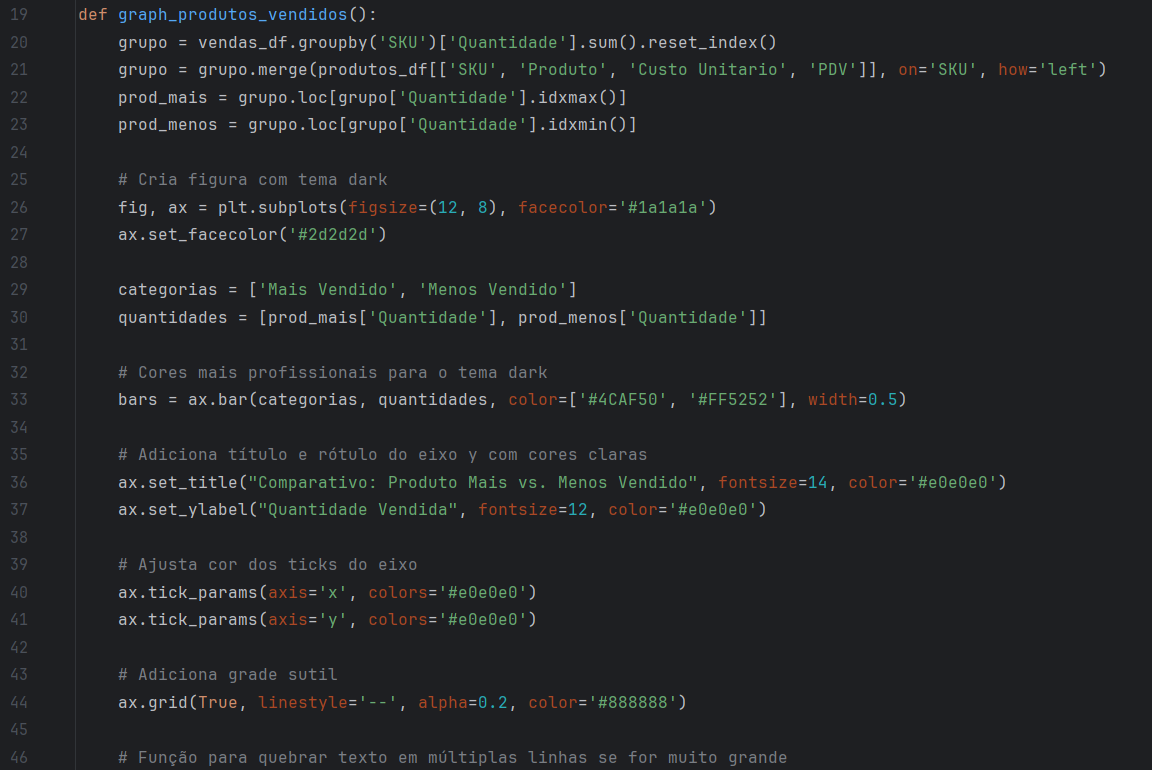 19 def graph_produtos_vendidos():
20     grupo = vendas_df.groupby('SKU')['Quantidade'].sum().reset_index()
21     grupo = grupo.merge(produtos_df[['SKU', 'Produto', 'Custo Unitario', 'PDV']], on='SKU', how='left')
22     prod_mais = grupo.loc[grupo['Quantidade'].idxmax()]
23     prod_menos = grupo.loc[grupo['Quantidade'].idxmin()]
24
25     # Cria figura com tema dark
26     fig, ax = plt.subplots(figsize=(12, 8), facecolor='#1a1a1a')
27     ax.set_facecolor('#2d2d2d')
28
29     categorias = ['Mais Vendido', 'Menos Vendido']
30     quantidades = [prod_mais['Quantidade'], prod_menos['Quantidade']]
31
32     # Cores mais profissionais para o tema dark
33     bars = ax.bar(categorias, quantidades, color=['#4CAF50', '#FF5252'], width=0.5)
34
35     # Adiciona título e rótulo do eixo y com cores claras
36     ax.set_title("Comparativo: Produto Mais vs. Menos Vendido", fontsize=14, color='#e0e0e0')
37     ax.set_ylabel("Quantidade Vendida", fontsize=12, color='#e0e0e0')
38
39     # Ajusta cor dos ticks do eixo
40     ax.tick_params(axis='x', colors='#e0e0e0')
41     ax.tick_params(axis='y', colors='#e0e0e0')
42
43     # Adiciona grade sutil
44     ax.grid(True, linestyle='--', alpha=0.2, color='#888888')
45
46     # Função para quebrar texto em múltiplas linhas se for muito grande